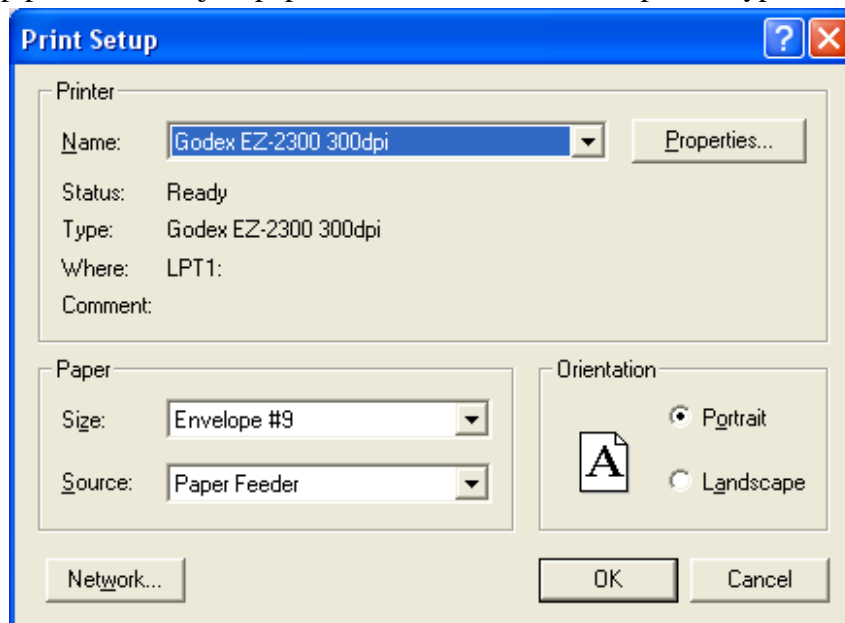 Print Setup
Printer
Name: Godex EZ-2300 300dpi Properties...
Status: Ready
Type: Godex EZ-2300 300dpi
Where: LPT1:
Comment:
Paper
Orientation
Size: Envelope #9
Portrait
A
Source: Paper Feeder
Landscape
Network... OK Cancel